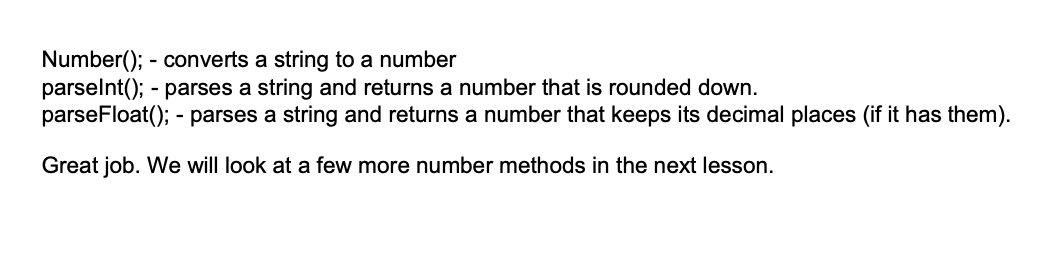 Number(); - converts a string to a number
parseInt(); - parses a string and returns a number that is rounded down.
parseFloat(); - parses a string and returns a number that keeps its decimal places (if it has them).
Great job. We will look at a few more number methods in the next lesson.